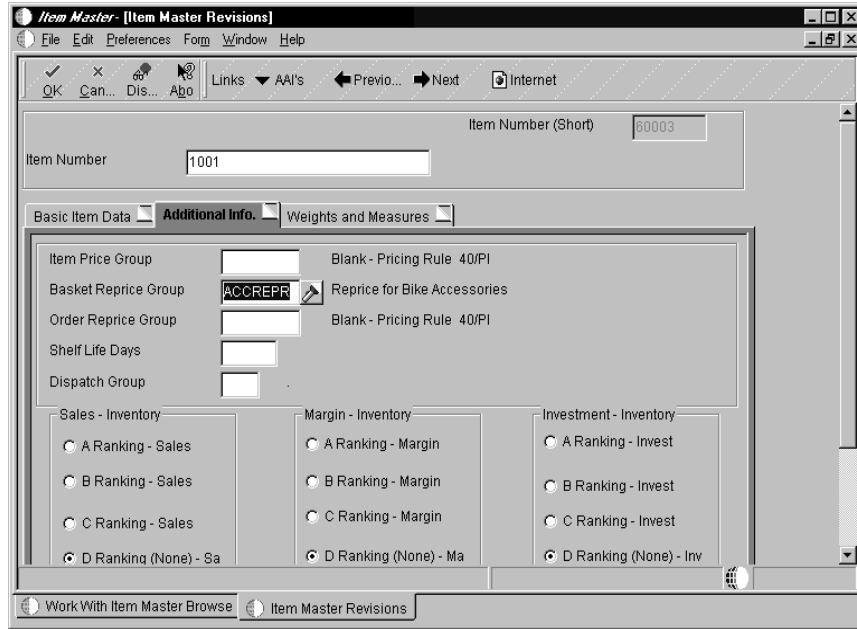 Item Master - [Item Master Revisions]
File Edit Preferences Form Window Help
OK Can... Dis... Abo Links AAI's Previo... Next Internet
Item Number (Short) 60003
Item Number 1001
Basic Item Data Additional Info. Weights and Measures
Item Price Group Blank - Pricing Rule 40/PI
Basket Reprice Group ACCREPR Reprice for Bike Accessories
Order Reprice Group Blank - Pricing Rule 40/PI
Shelf Life Days
Dispatch Group .
Sales - Inventory Margin - Inventory Investment - Inventory
A Ranking - Sales A Ranking - Margin A Ranking - Invest
B Ranking - Sales B Ranking - Margin B Ranking - Invest
C Ranking - Sales C Ranking - Margin C Ranking - Invest
D Ranking (None) - Sa D Ranking (None) - Ma D Ranking (None) - Inv
Work With Item Master Browse Item Master Revisions